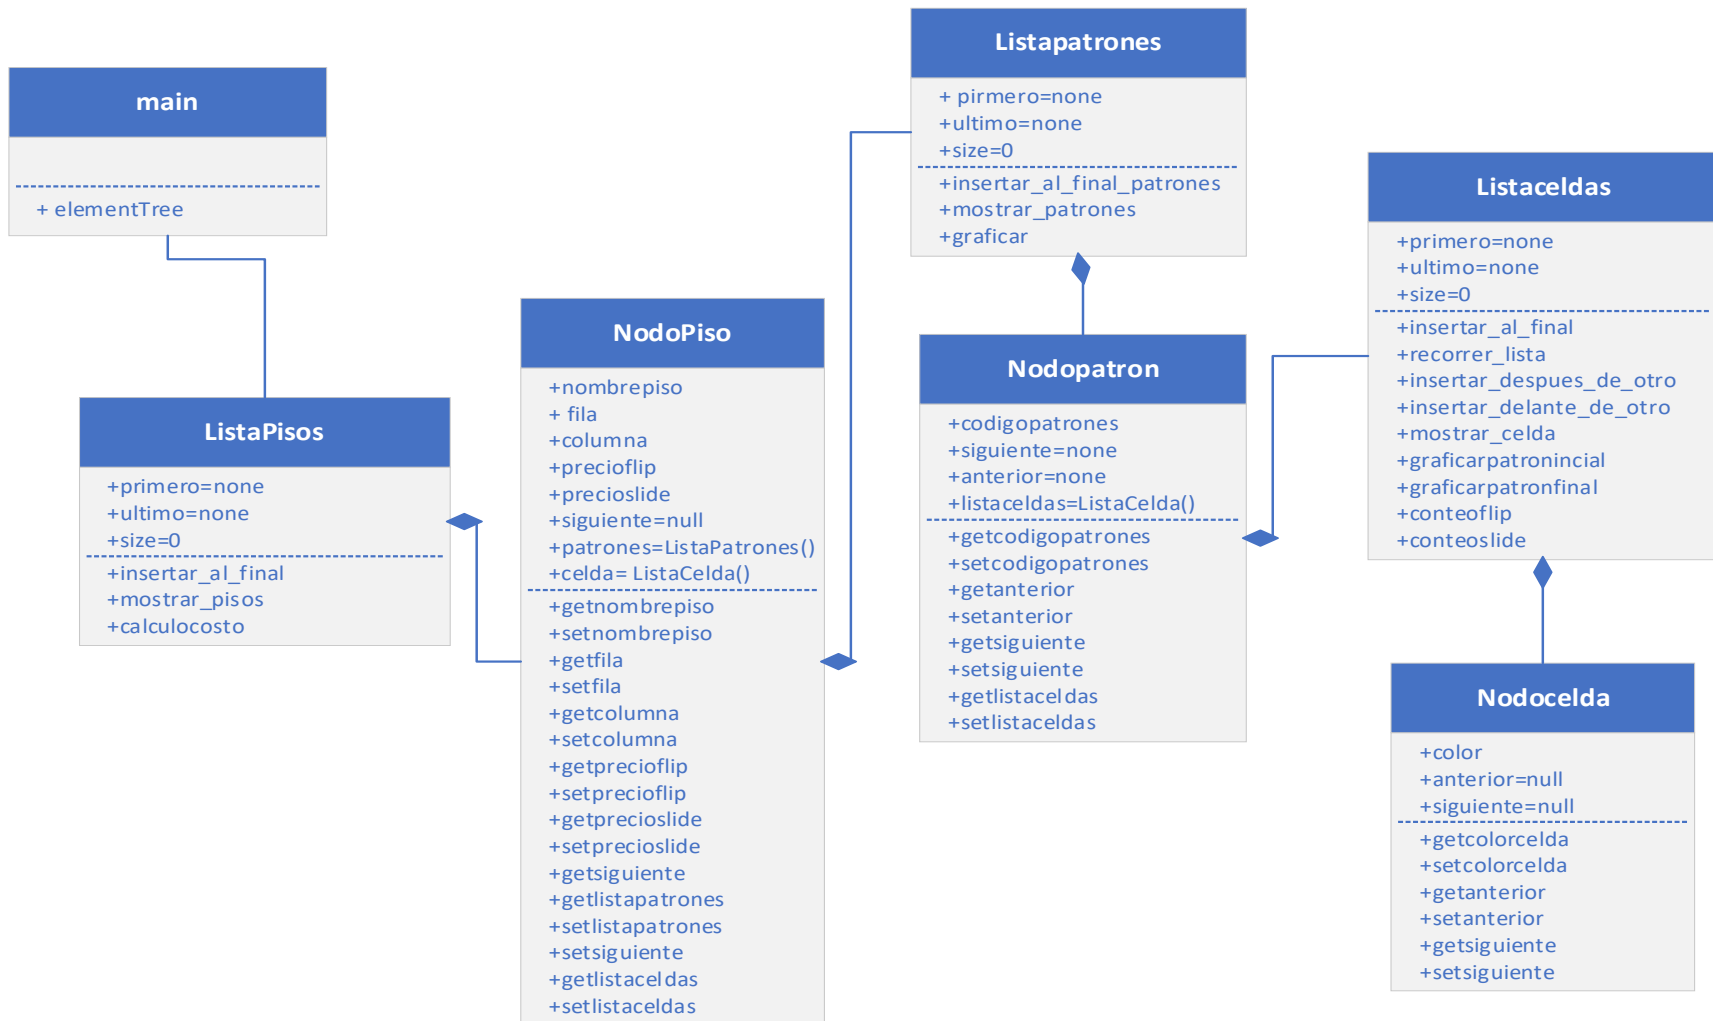 main
+ elementTree
ListaPisos
+primero=none
+ultimo=none
+size=0
+insertar_al_final
+mostrar_pisos
+calculocosto
NodoPiso
+nombrepiso
+ fila
+columna
+precioflip
+precioslide
+siguiente=null
+patrones=ListaPatrones()
+celda= ListaCelda()
+getnombrepiso
+setnombrepiso
+getfila
+setfila
+getcolumna
+setcolumna
+getprecioflip
+setprecioflip
+getprecioslide
+setprecioslide
+getsiguiente
+getlistapatrones
+setlistapatrones
+setsiguiente
+getlistaceldas
+setlistaceldas
Listapatrones
+ pirmero=none
+ultimo=none
+size=0
+insertar_al_final_patrones
+mostrar_patrones
+graficar
Nodopatron
+codigopatrones
+siguiente=none
+anterior=none
+listaceldas=ListaCelda()
+getcodigopatrones
+setcodigopatrones
+getanterior
+setanterior
+getsiguiente
+setsiguiente
+getlistaceldas
+setlistaceldas
Listaceldas
+primero=none
+ultimo=none
+size=0
+insertar_al_final
+recorrer_lista
+insertar_despues_de_otro
+insertar_delante_de_otro
+mostrar_celda
+graficarpatronincial
+graficarpatronfinal
+conteoflip
+conteoslide
Nodocelda
+color
+anterior=null
+siguiente=null
+getcolorcelda
+setcolorcelda
+getanterior
+setanterior
+getsiguiente
+setsiguiente